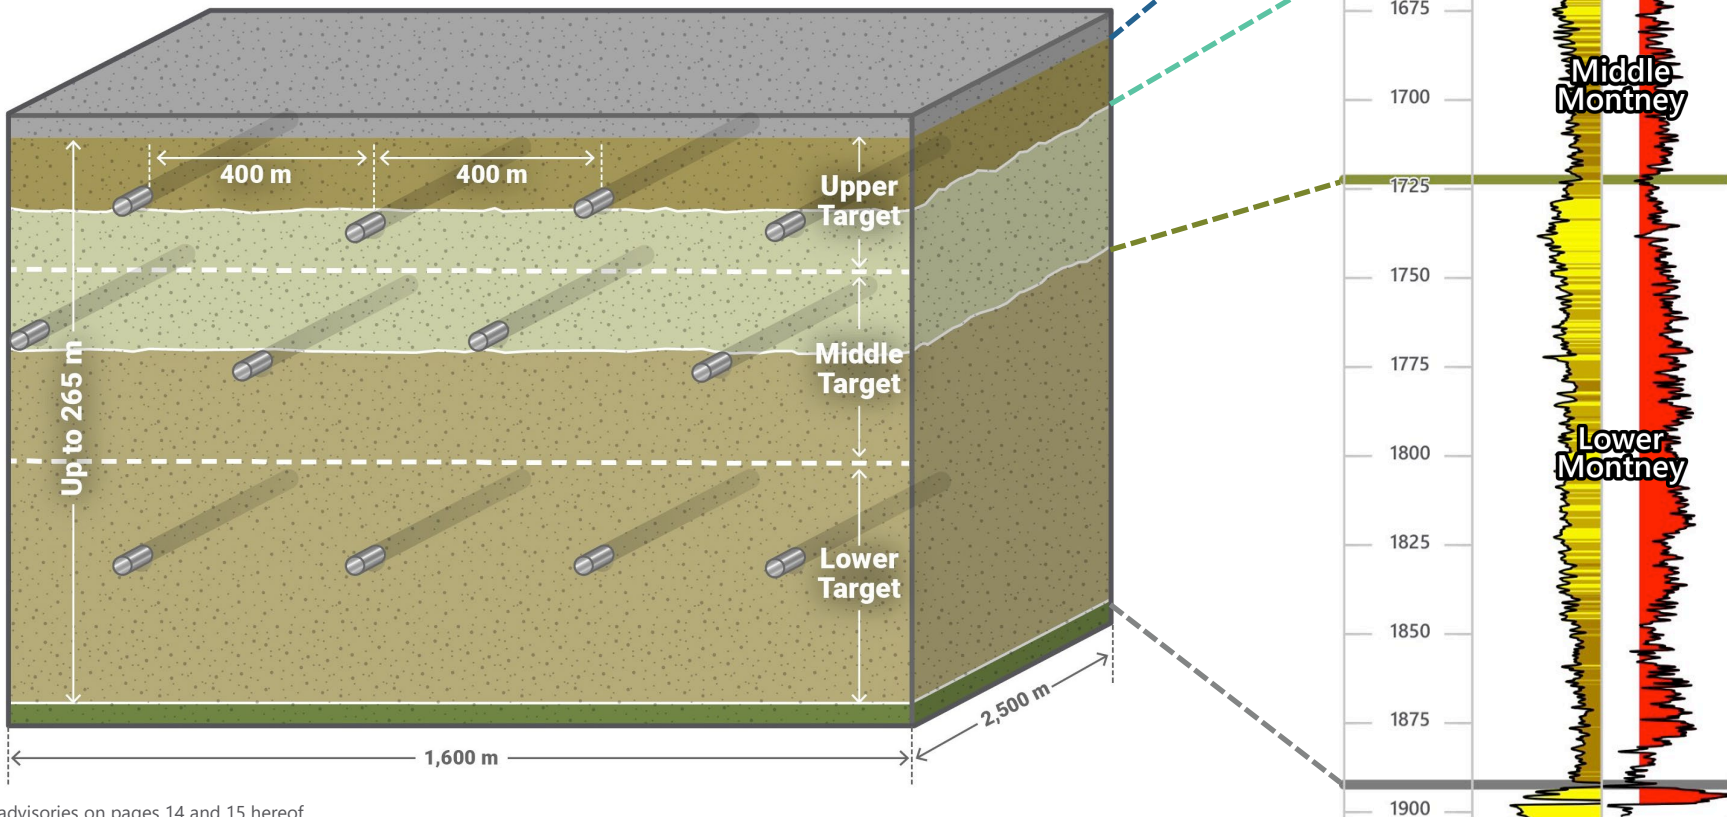 400 m
400 m
Upper
Target
Up to 265 m
Middle
Target
Lower
Target
1,600 m
2,500 m
advisories on pages 14 and 15 hereof
1675
Middle
Montney
1700
1725
1750
1775
Lower
Montney
1800
1825
1850
1875
1900